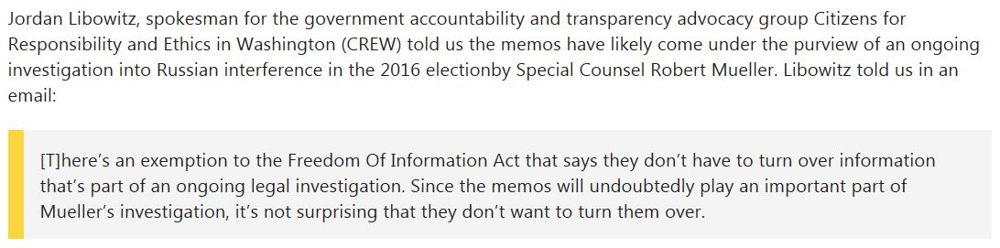 Jordan Libowitz, spokesman for the government accountability and transparency advocacy group Citizens for
Responsibility and Ethics in Washington (CREW) told us the memos have likely come under the purview of an ongoing
investigation into Russian interference in the 2016 electionby Special Counsel Robert Mueller. Libowitz told us in an
email:
[T]here’s an exemption to the Freedom Of Information Act that says they don’t have to turn over information
that’s part of an ongoing legal investigation. Since the memos will undoubtedly play an important part of
Mueller’s investigation, it’s not surprising that they don’t want to turn them over.